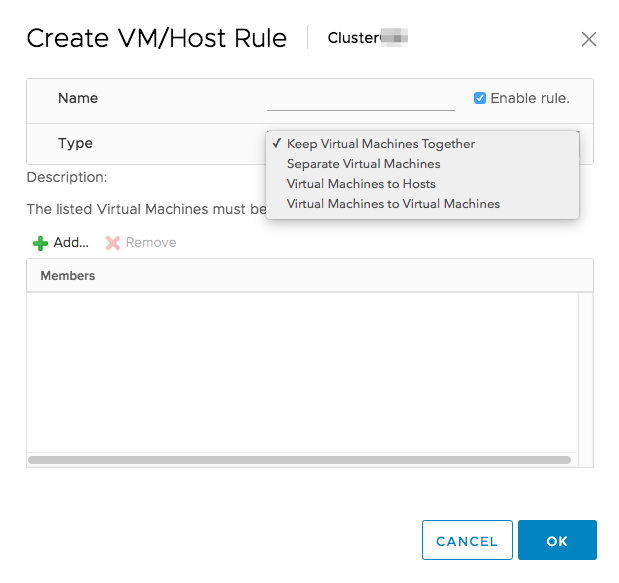 Create VM/Host Rule
Cluster
Name
Enable rule.
Type
Keep Virtual Machines Together
Separate Virtual Machines
Virtual Machines to Hosts
Virtual Machines to Virtual Machines
Description:
The listed Virtual Machines must be
Add...
Remove
Members
CANCEL
OK